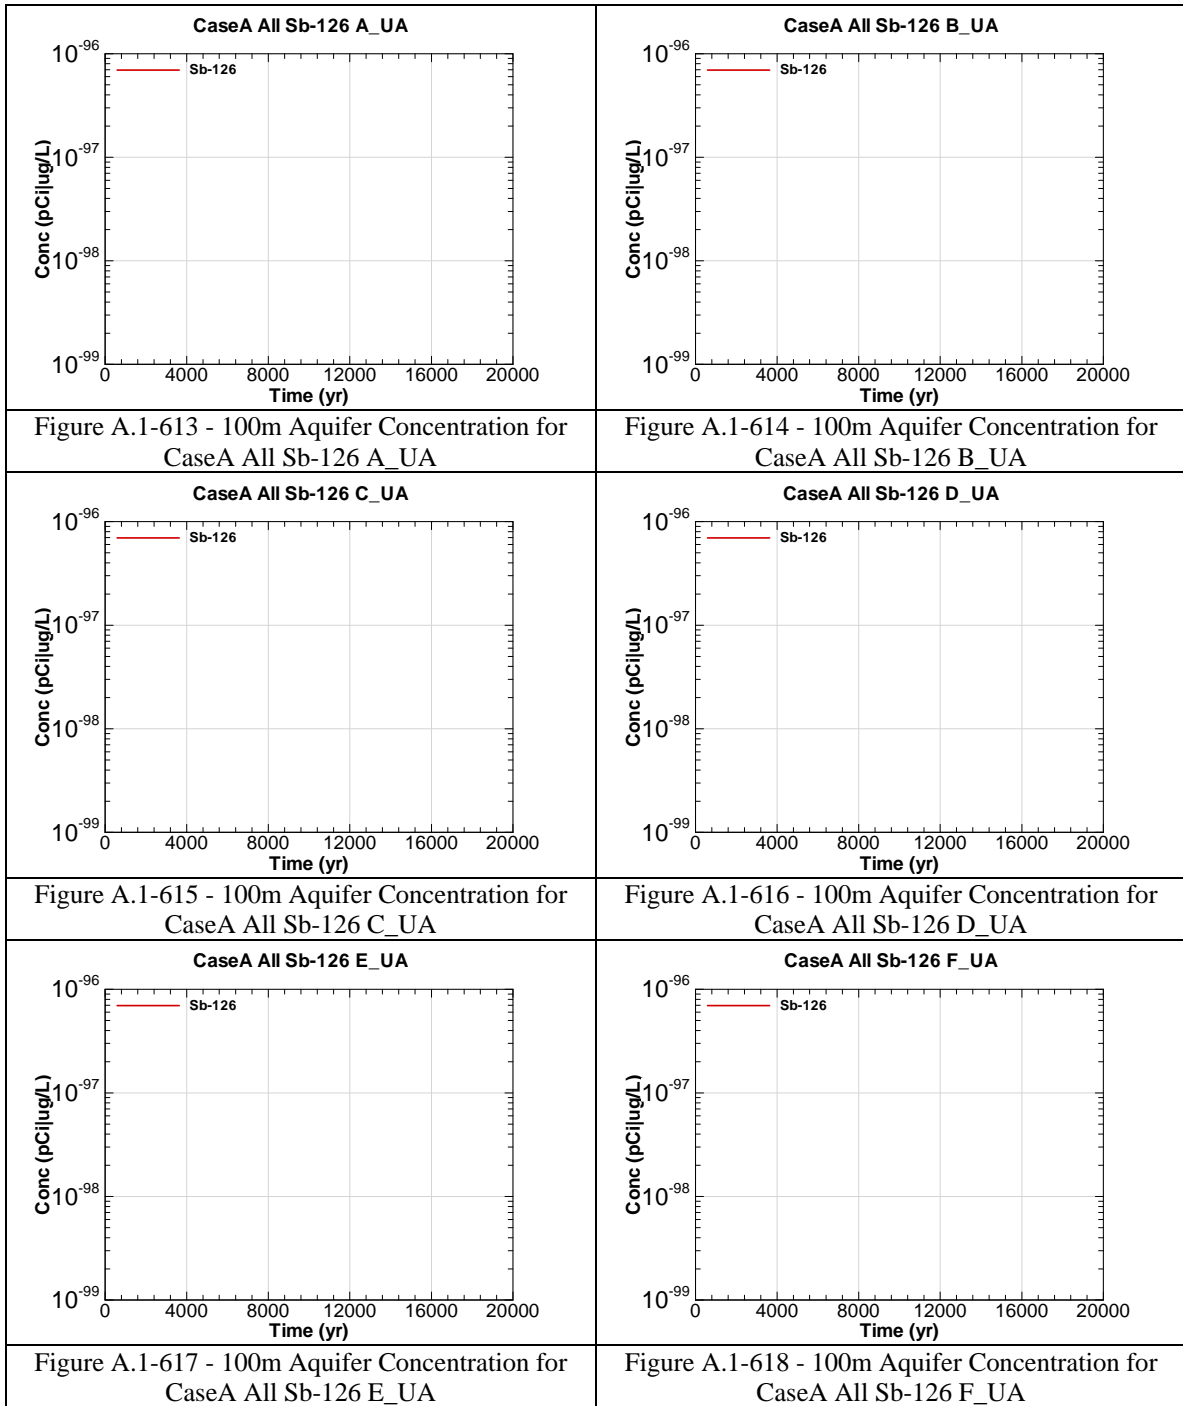 CaseA All Sb-126 A_UA
10-96
Sb-126
10-97
Conc (pCi|ug/L)
10-98
10-99
0 4000 8000 12000 16000 20000
Time (yr)
Figure A.1-613 - 100m Aquifer Concentration for
CaseA All Sb-126 A_UA
CaseA All Sb-126 B_UA
10-96
Sb-126
10-97
Conc (pCi|ug/L)
10-98
10-99
0 4000 8000 12000 16000 20000
Time (yr)
Figure A.1-614 - 100m Aquifer Concentration for
CaseA All Sb-126 B_UA
CaseA All Sb-126 C_UA
10-96
Sb-126
10-97
Conc (pCi|ug/L)
10-98
10-99
0 4000 8000 12000 16000 20000
Time (yr)
Figure A.1-615 - 100m Aquifer Concentration for
CaseA All Sb-126 C_UA
CaseA All Sb-126 D_UA
10-96
Sb-126
10-97
Conc (pCi|ug/L)
10-98
10-99
0 4000 8000 12000 16000 20000
Time (yr)
Figure A.1-616 - 100m Aquifer Concentration for
CaseA All Sb-126 D_UA
CaseA All Sb-126 E_UA
10-96
Sb-126
10-97
Conc (pCi|ug/L)
10-98
10-99
0 4000 8000 12000 16000 20000
Time (yr)
Figure A.1-617 - 100m Aquifer Concentration for
CaseA All Sb-126 E_UA
CaseA All Sb-126 F_UA
10-96
Sb-126
10-97
Conc (pCi|ug/L)
10-98
10-99
0 4000 8000 12000 16000 20000
Time (yr)
Figure A.1-618 - 100m Aquifer Concentration for
CaseA All Sb-126 F_UA